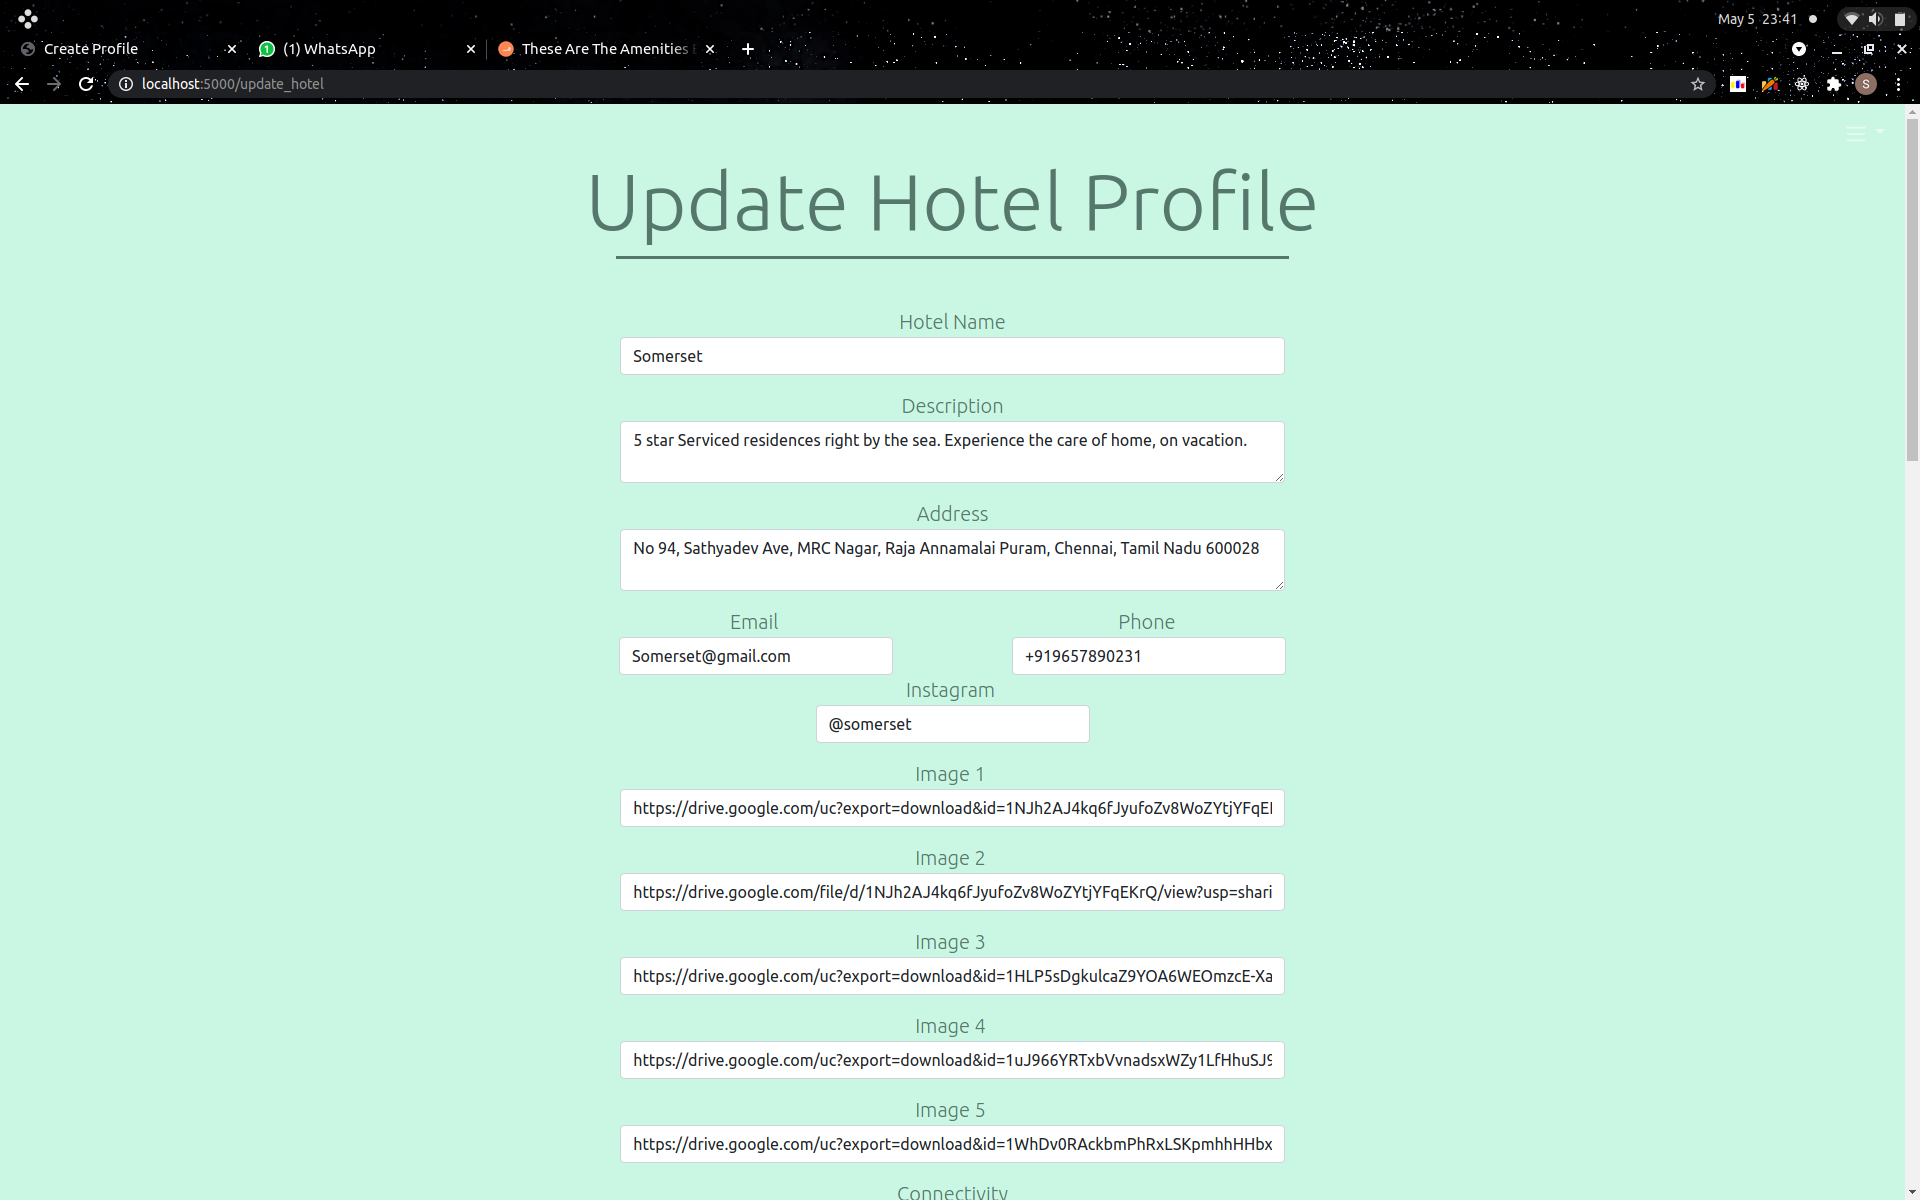 May 5 23:41
Create Profile
(1) WhatsApp
These Are The Amenities
localhost:5000/update_hotel
S
Update Hotel Profile
Hotel Name
Somerset
Description
5 star Serviced residences right by the sea. Experience the care of home, on vacation.
Address
No 94, Sathyadev Ave, MRC Nagar, Raja Annamalai Puram, Chennai, Tamil Nadu 600028
Email
Phone
Somerset@gmail.com
+919657890231
Instagram
@somerset
Image 1
https://drive.google.com/uc?export=download&id=1NJh2AJ4kq6fJyufoZv8WoZYtjYFqE
Image 2
https://drive.google.com/file/d/1NJh2AJ4kq6fJyufoZv8WoZYtjYFqEKrQ/view?usp=shari
Image 3
https://drive.google.com/uc?export=download&id=1HLP5sDgkulcaZ9YOA6WEOmzcE-Xa
Image 4
https://drive.google.com/uc?export=download&id=1uJ966YRTxbVvnadsxWZy1LfHhuSJ9
Image 5
https://drive.google.com/uc?export=download&id=1WhDv0RAckbmPhRxLSKpmhhHHbx
Connectivity